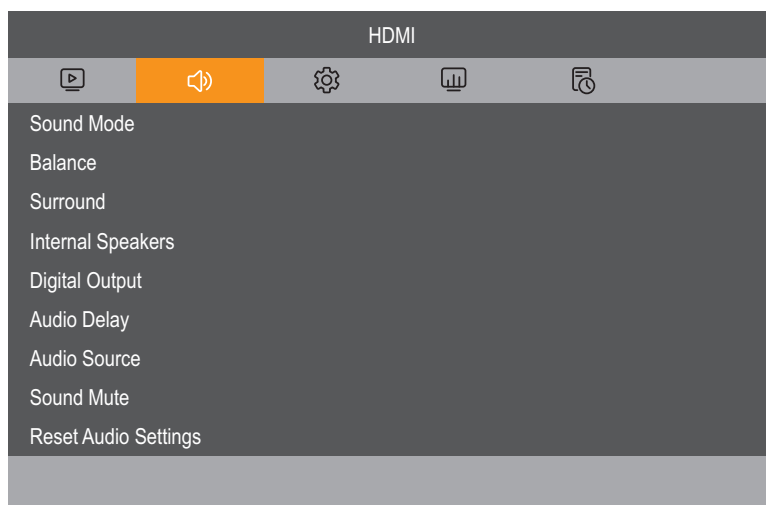 HDMI
Sound Mode
Balance
Surround
Internal Speakers
Digital Output
Audio Delay
Audio Source
Sound Mute
Reset Audio Settings